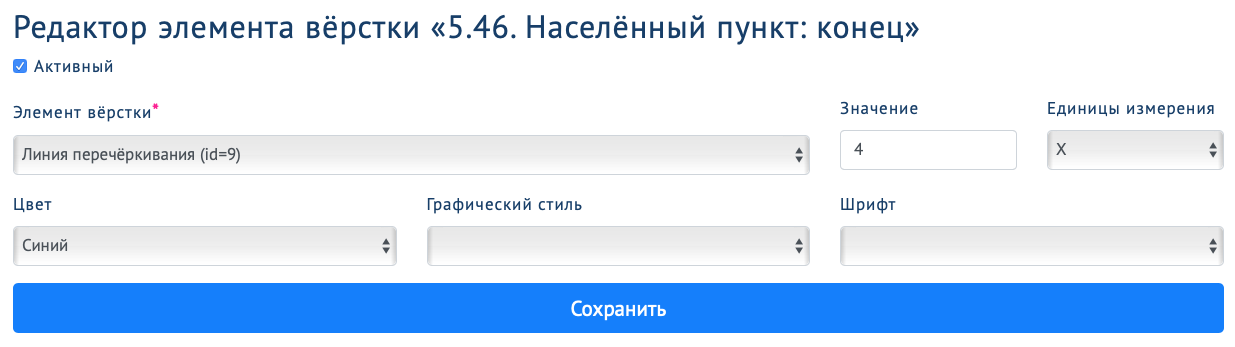 Редактор элемента вёрстки «5.46. Населённый пункт: конец»
Активный
Элемент вёрстки*
Значение
Единицы измерения
Линия перечёркивания (id=9)
4
X
Цвет
Графический стиль
Шрифт
Синий
Сохранить